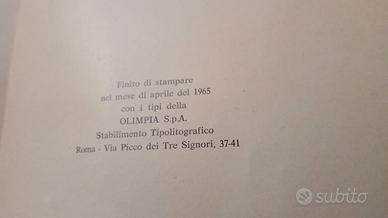 Finito di stampare
nel mese di aprile del 1965
con i tipi della
OLIMPIA S.p.A.
Stabilimento Tipolitografico
Roma - Via Picco dei Tre Signori, 37-41
subito